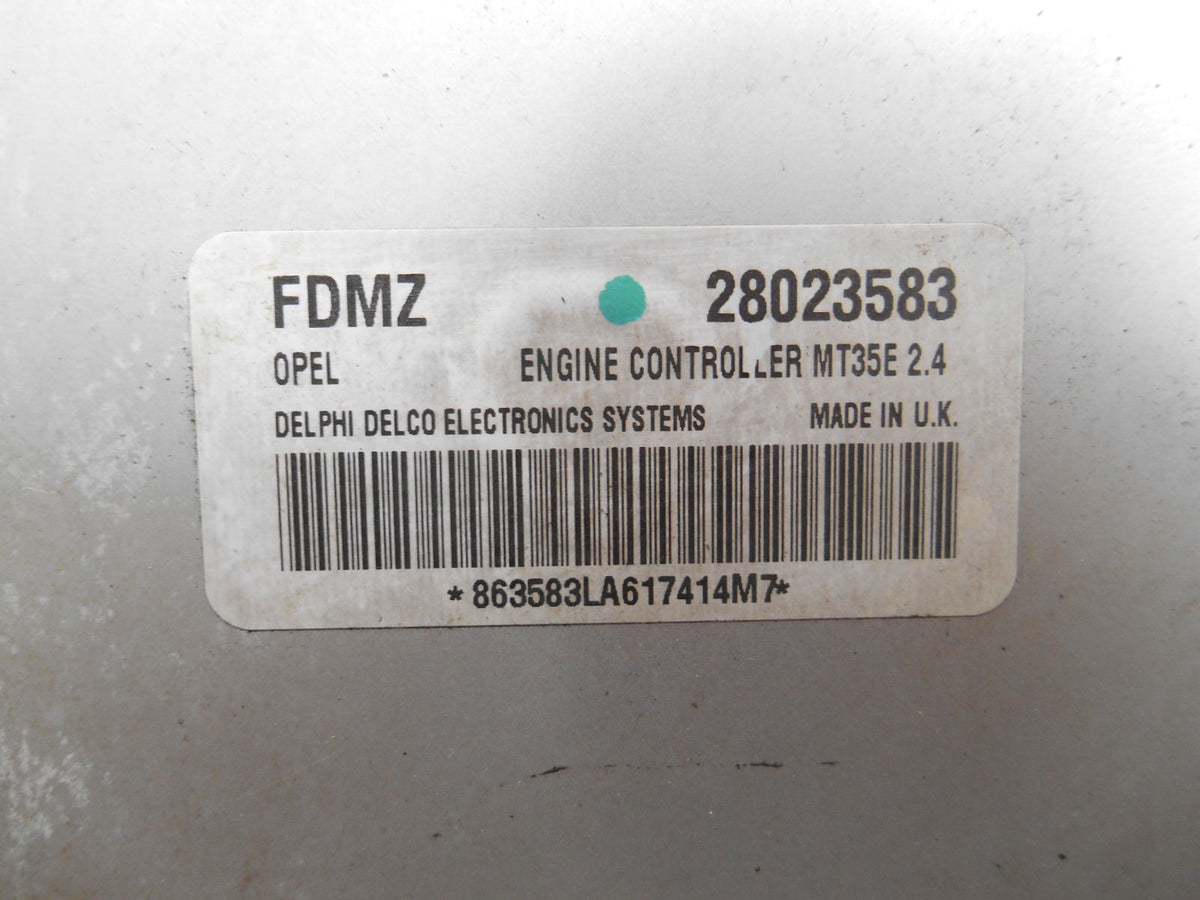 FDMZ 28023583
OPEL ENGINE CONTROLLER MT35E 2.4
DELPHI DELCO ELECTRONICS SYSTEMS MADE IN U.K.
*863583LA617414M7*